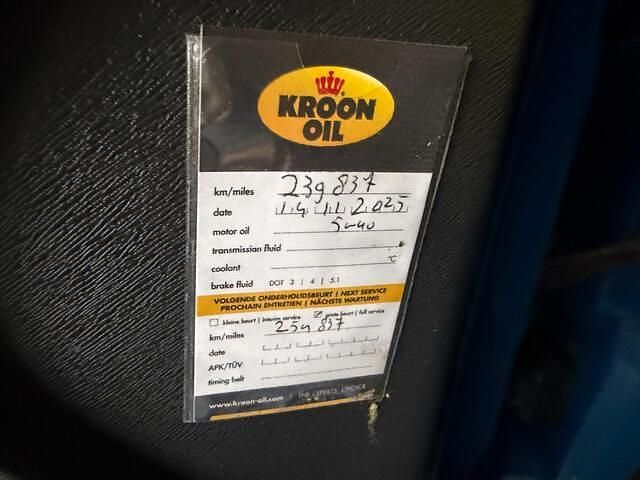 KROON
OIL
km/miles 239 837
date 14 11 2025
motor oil 5w40
transmission fluid
coolant °C
brake fluid DOT 3 | 4 | 5.1
VOLGENDE ONDERHOUDSBEURT | NEXT SERVICE
PROCHAIN ENTRETIEN | NÄCHSTE WARTUNG
kleine beurt | interim service grote beurt | full service
km/miles 254 837
date
APK/TÜV
timing belt
www.kroon-oil.com | THE EXPERTS' CHOICE